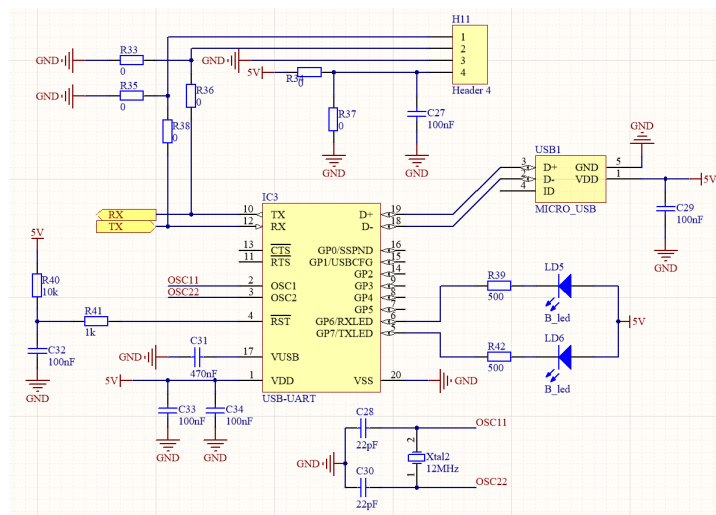 H11
1
2
3
4
Header 4
R33
0
GND
GND
5V
R34
0
R35
0
GND
R36
0
R38
0
R37
0
GND
C27
100nF
GND
USB1
3
D+
GND
5
2
D-
VDD
1
4
ID
MICRO_USB
GND
5V
C29
100nF
GND
IC3
RX
10
TX
D+
19
TX
12
RX
D-
18
13
CTS
GP0/SSPND
16
11
RTS
GP1/USBCFG
15
GP2
14
OSC11
2
OSC1
GP3
9
OSC22
3
OSC2
GP4
8
GP5
7
4
RST
GP6/RXLED
6
GP7/TXLED
5
17
VUSB
1
VDD
VSS
20
GND
USB-UART
5V
R40
10k
R41
1k
C32
100nF
GND
GND
C31
470nF
5V
C33
100nF
GND
C34
100nF
GND
R39
500
LD5
B_led
R42
500
LD6
B_led
5V
C28
22pF
OSC11
GND
2
Xtal2
12MHz
1
C30
22pF
OSC22